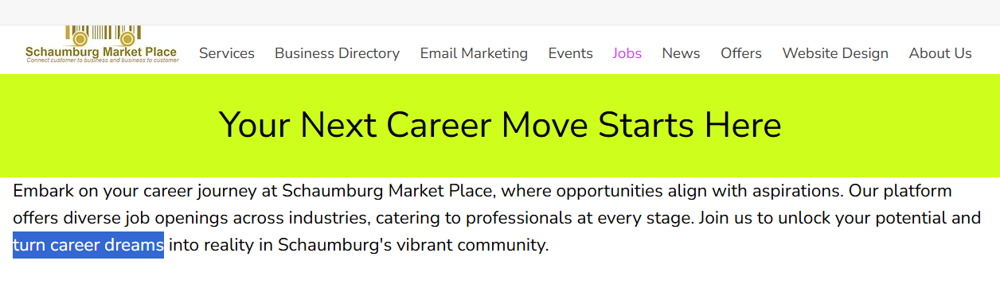 Schaumburg Market Place
Connect customer to business and business to customer
Services Business Directory Email Marketing Events Jobs News Offers Website Design About Us
Your Next Career Move Starts Here
Embark on your career journey at Schaumburg Market Place, where opportunities align with aspirations. Our platform
offers diverse job openings across industries, catering to professionals at every stage. Join us to unlock your potential and
turn career dreams into reality in Schaumburg's vibrant community.